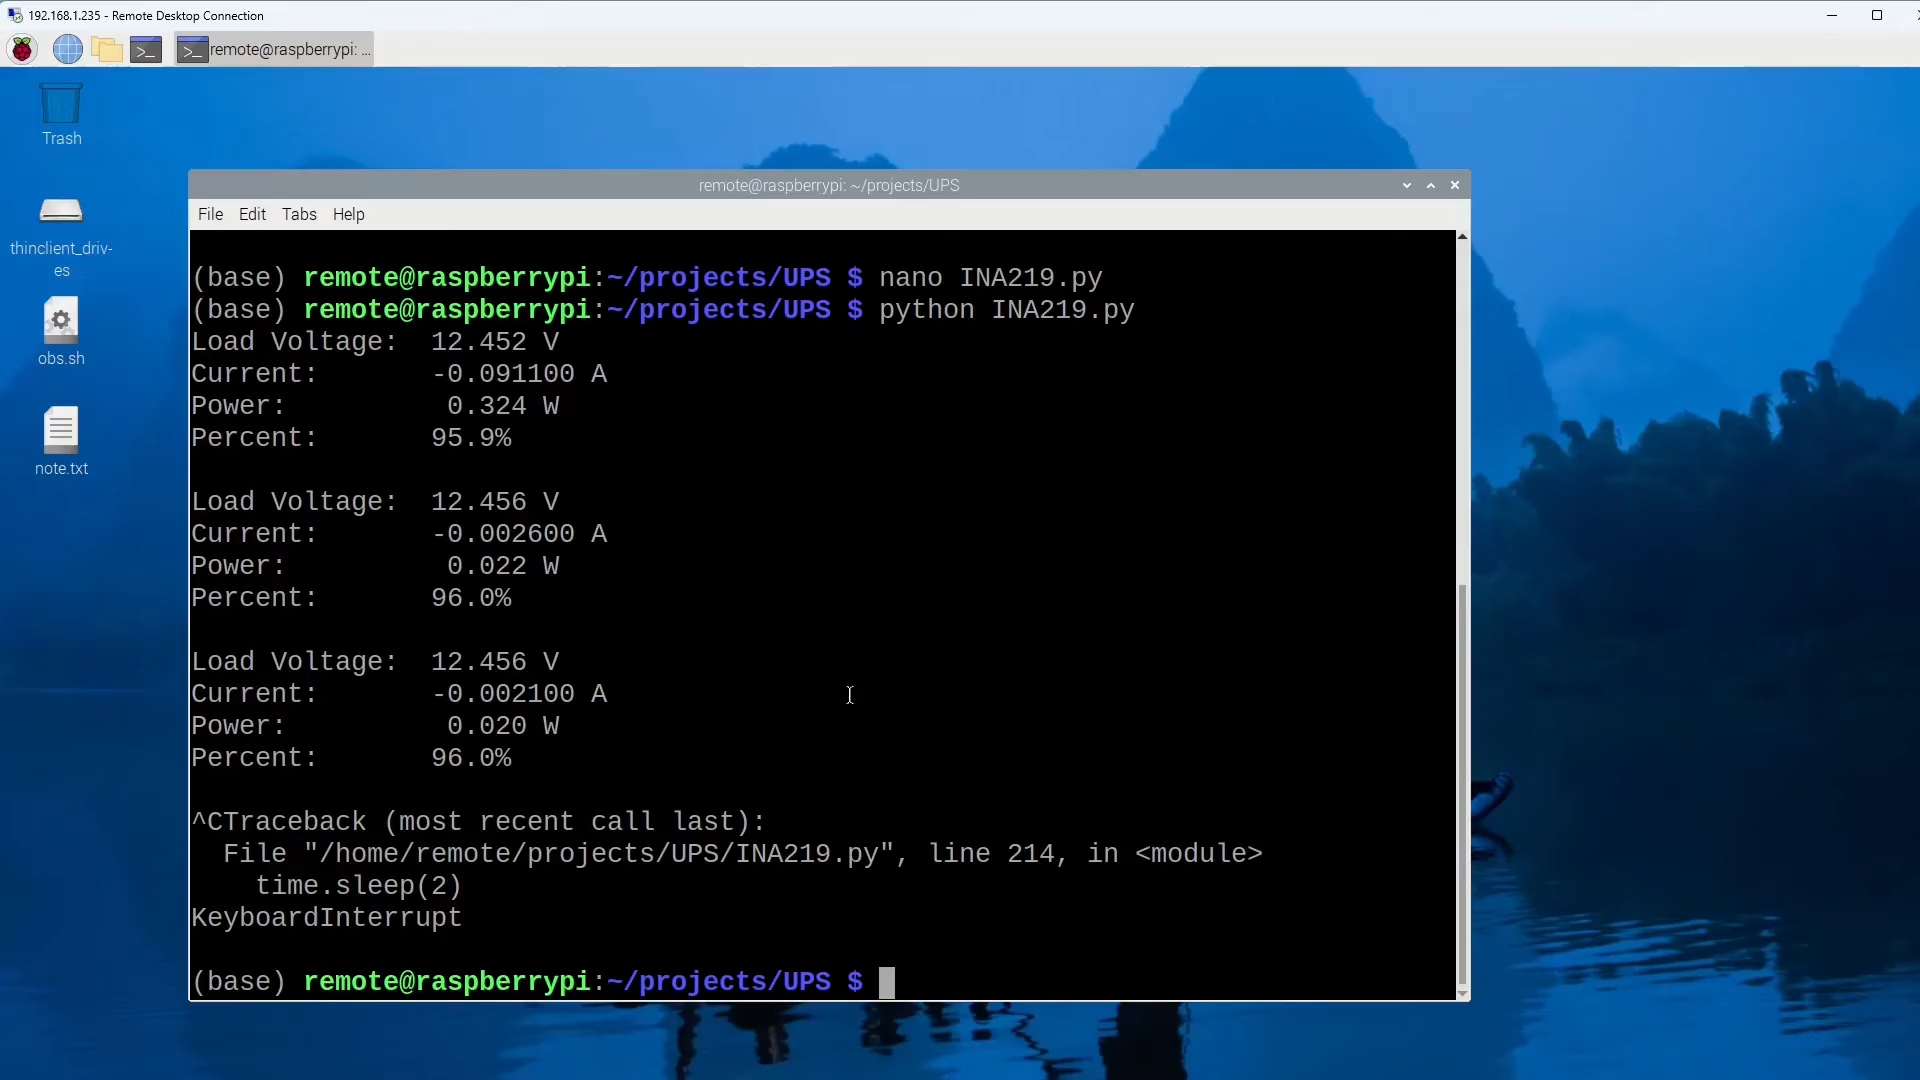 192.168.1.235 - Remote Desktop Connection
remote@raspberrypi: ...
Trash
thinclient_driv-
es
obs.sh
note.txt
remote@raspberrypi: ~/projects/UPS
File Edit Tabs Help
(base) remote@raspberrypi:~/projects/UPS $ nano INA219.py
(base) remote@raspberrypi:~/projects/UPS $ python INA219.py
Load Voltage:  12.452 V
Current:       -0.091100 A
Power:          0.324 W
Percent:       95.9%
Load Voltage:  12.456 V
Current:       -0.002600 A
Power:          0.022 W
Percent:       96.0%
Load Voltage:  12.456 V
Current:       -0.002100 A
Power:          0.020 W
Percent:       96.0%
^CTraceback (most recent call last):
  File "/home/remote/projects/UPS/INA219.py", line 214, in <module>
    time.sleep(2)
KeyboardInterrupt
(base) remote@raspberrypi:~/projects/UPS $